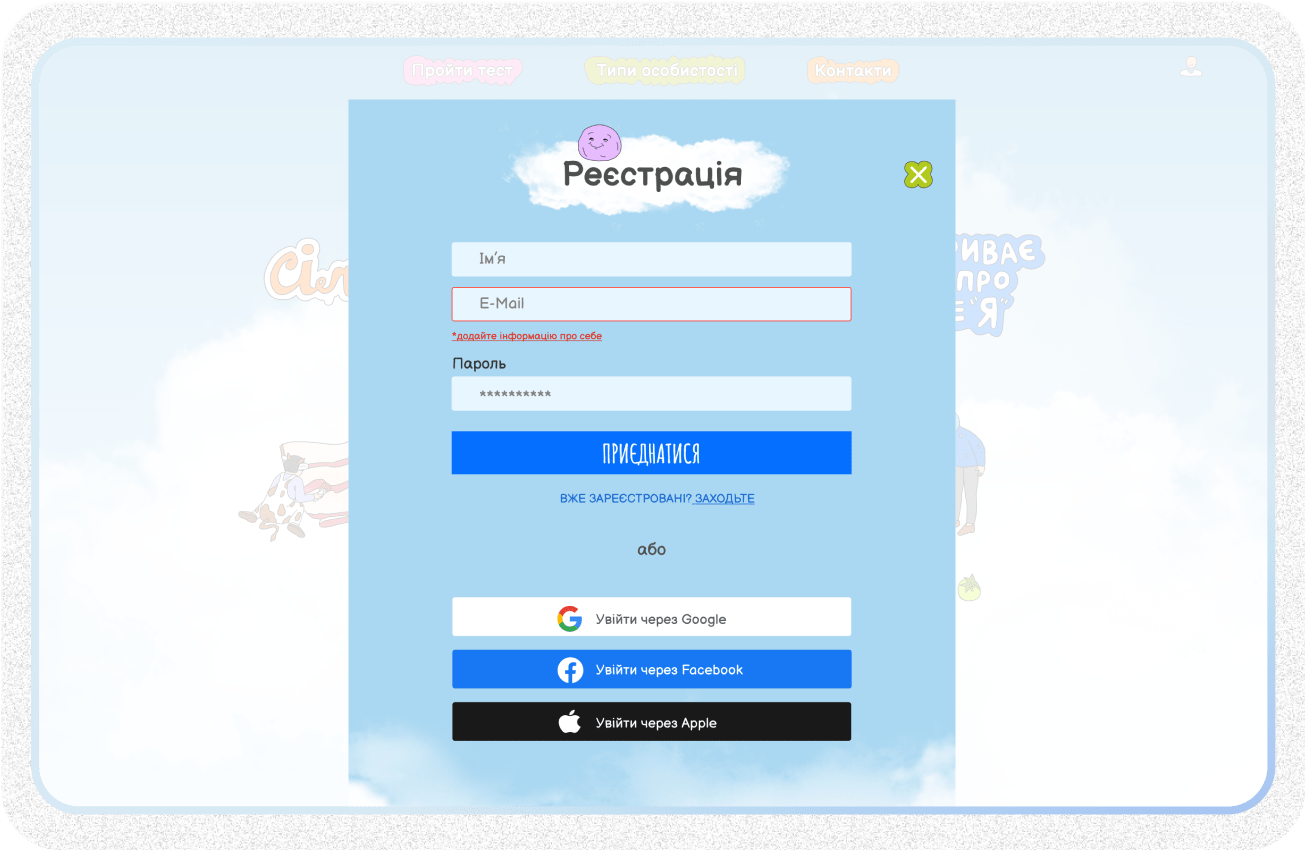 Пройти тест
Типи особистості
Контакти
Реєстрація
Ім'я
E-Mail
*додайте інформацію про себе
Пароль
**********
ПРИЄДНАТИСЯ
ВЖЕ ЗАРЕЄСТРОВАНІ? ЗАХОДЬТЕ
або
Увійти через Google
Увійти через Facebook
Увійти через Apple
ПРО
"Я"